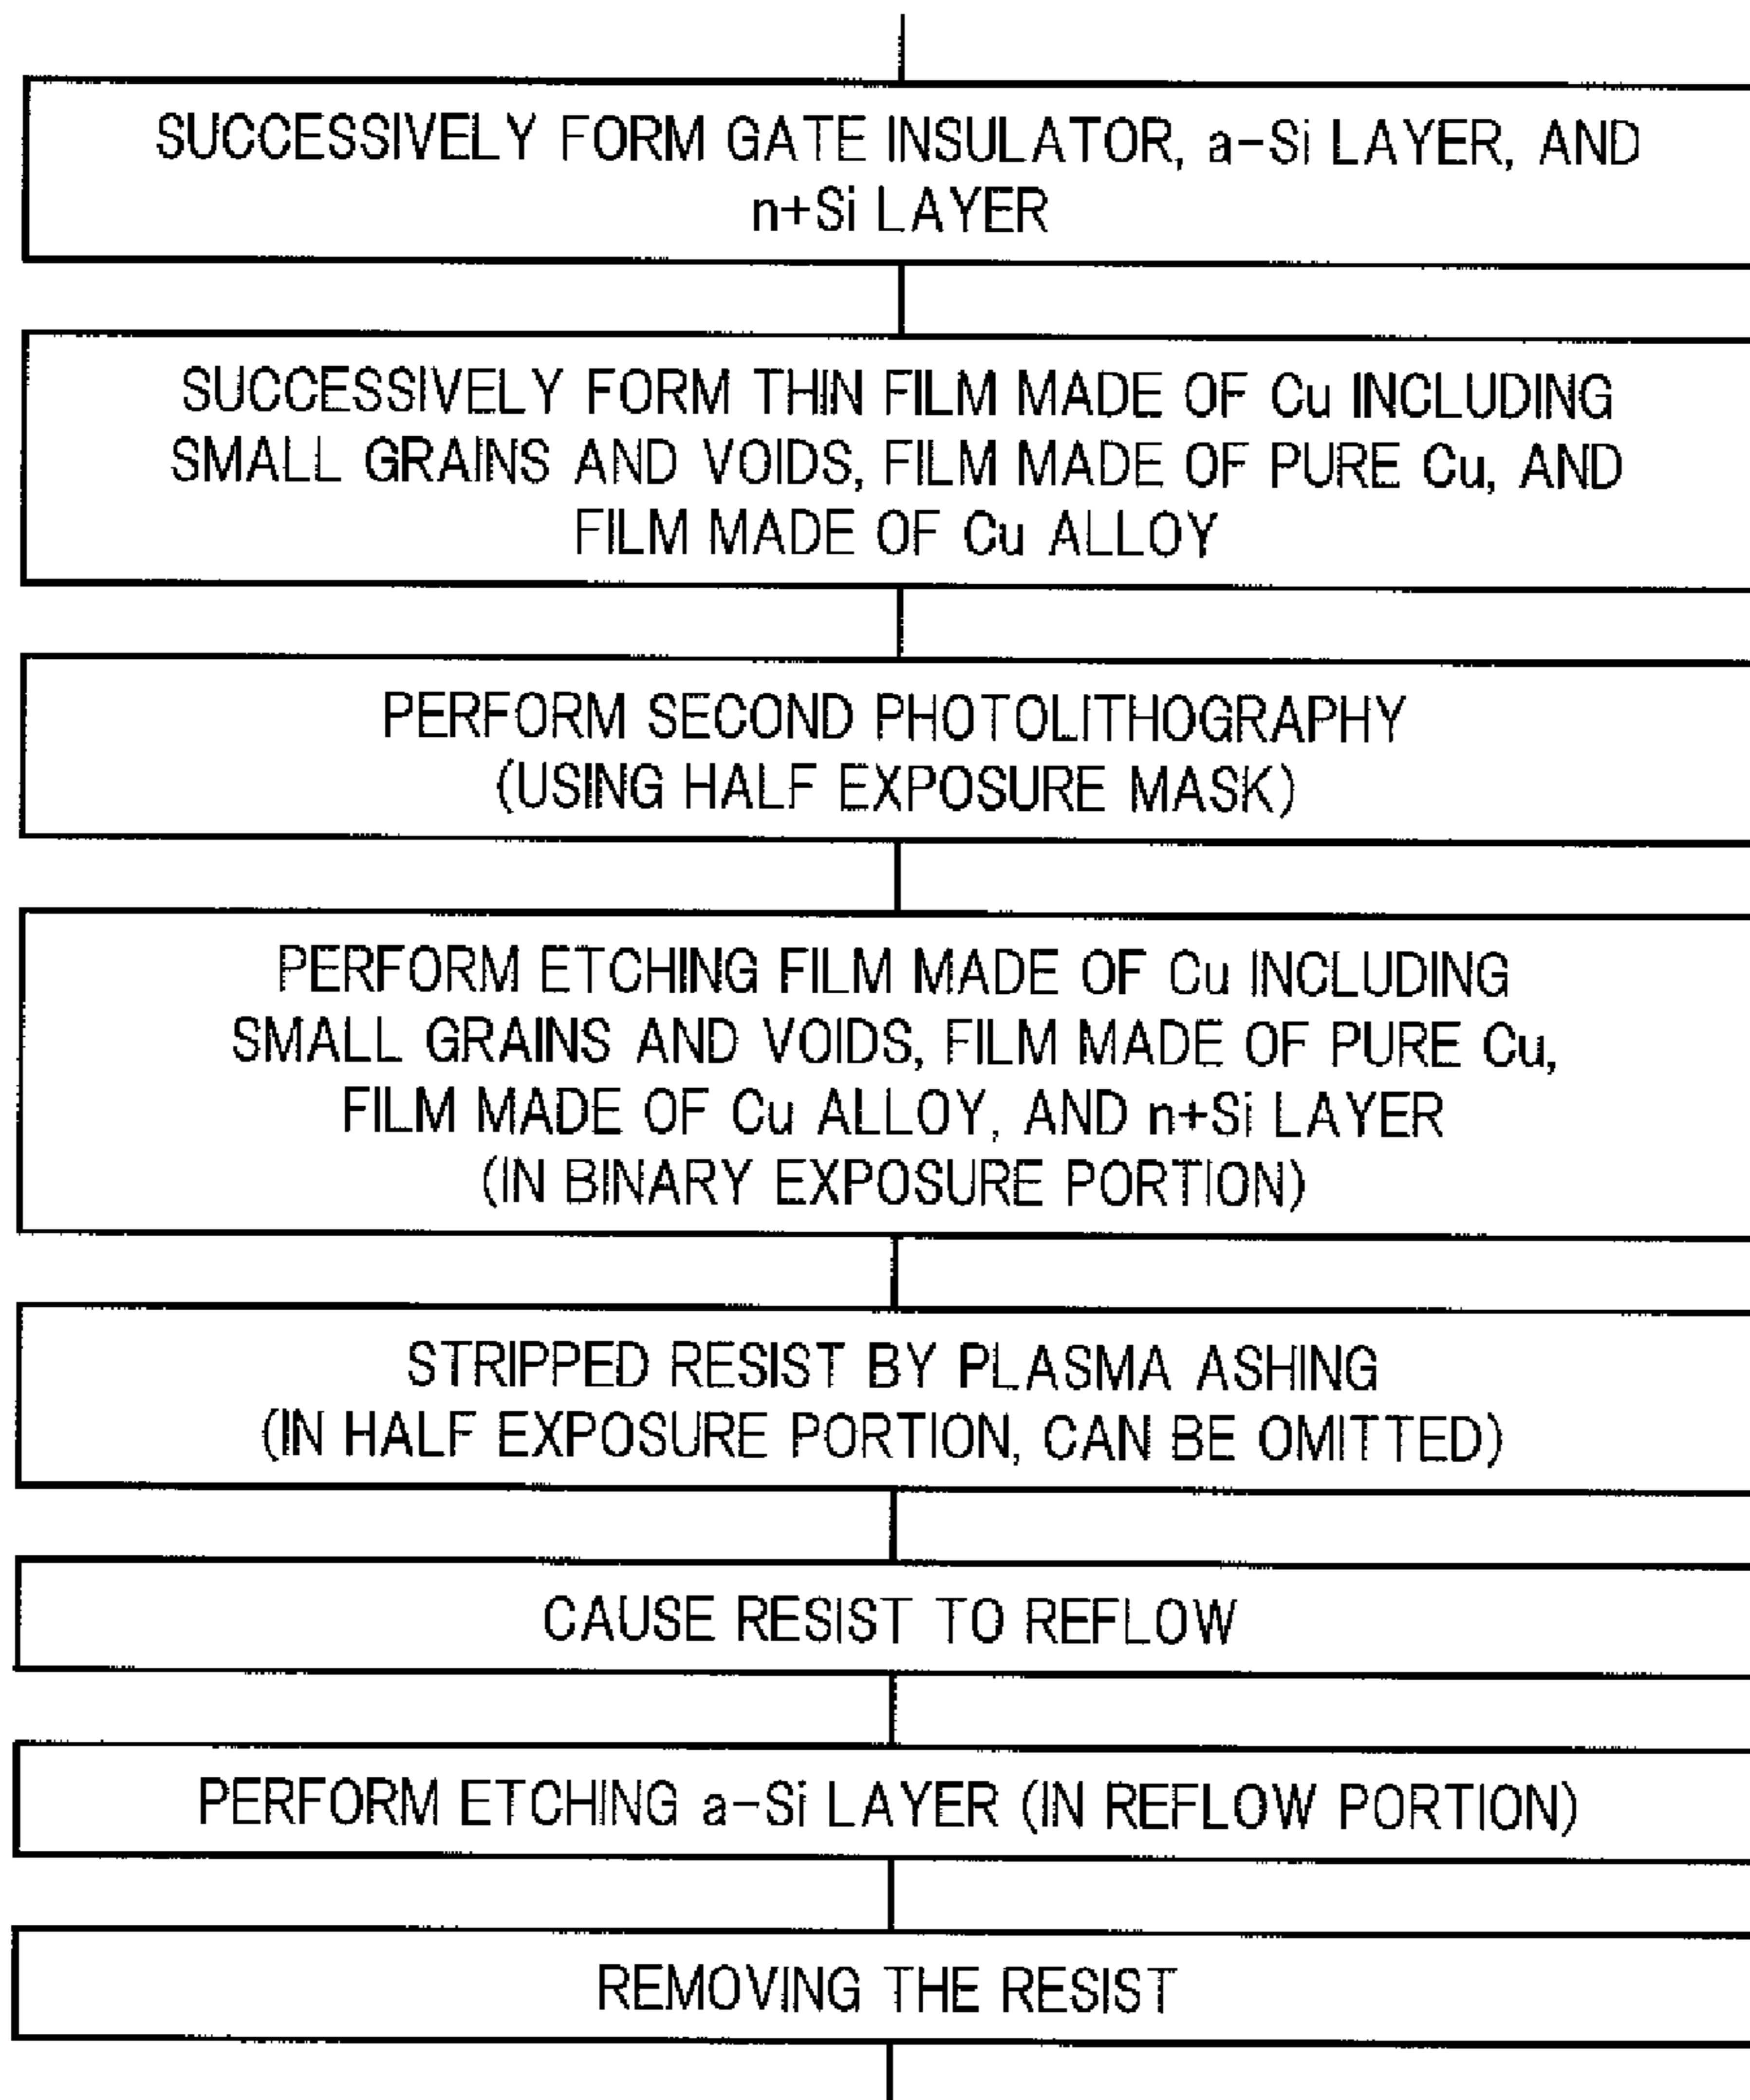 SUCCESSIVELY FORM GATE INSULATOR, a-Si LAYER, AND
n+Si LAYER
SUCCESSIVELY FORM THIN FILM MADE OF Cu INCLUDING
SMALL GRAINS AND VOIDS, FILM MADE OF PURE Cu, AND
FILM MADE OF Cu ALLOY
PERFORM SECOND PHOTOLITHOGRAPHY
(USING HALF EXPOSURE MASK)
PERFORM ETCHING FILM MADE OF Cu INCLUDING
SMALL GRAINS AND VOIDS, FILM MADE OF PURE Cu,
FILM MADE OF Cu ALLOY, AND n+Si LAYER
(IN BINARY EXPOSURE PORTION)
STRIPPED RESIST BY PLASMA ASHING
(IN HALF EXPOSURE PORTION, CAN BE OMITTED)
CAUSE RESIST TO REFLOW
PERFORM ETCHING a-Si LAYER (IN REFLOW PORTION)
REMOVING THE RESIST